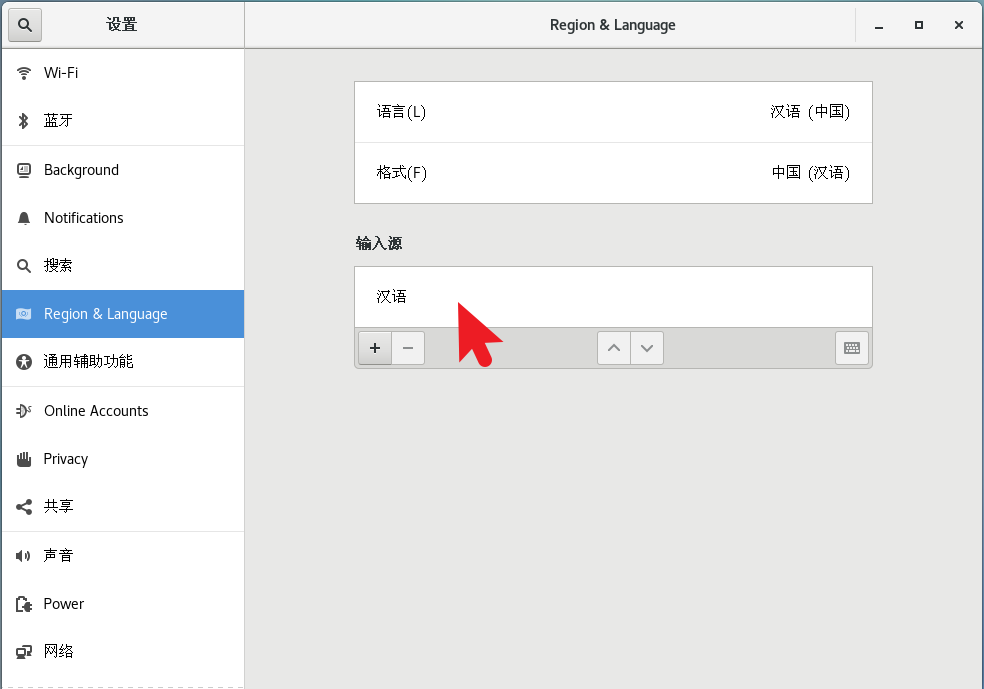 设置
Region & Language
Wi-Fi
蓝牙
Background
Notifications
搜索
Region & Language
通用辅助功能
Online Accounts
Privacy
共享
声音
Power
网络
语言(L) 汉语 (中国)
格式(F) 中国 (汉语)
输入源
汉语